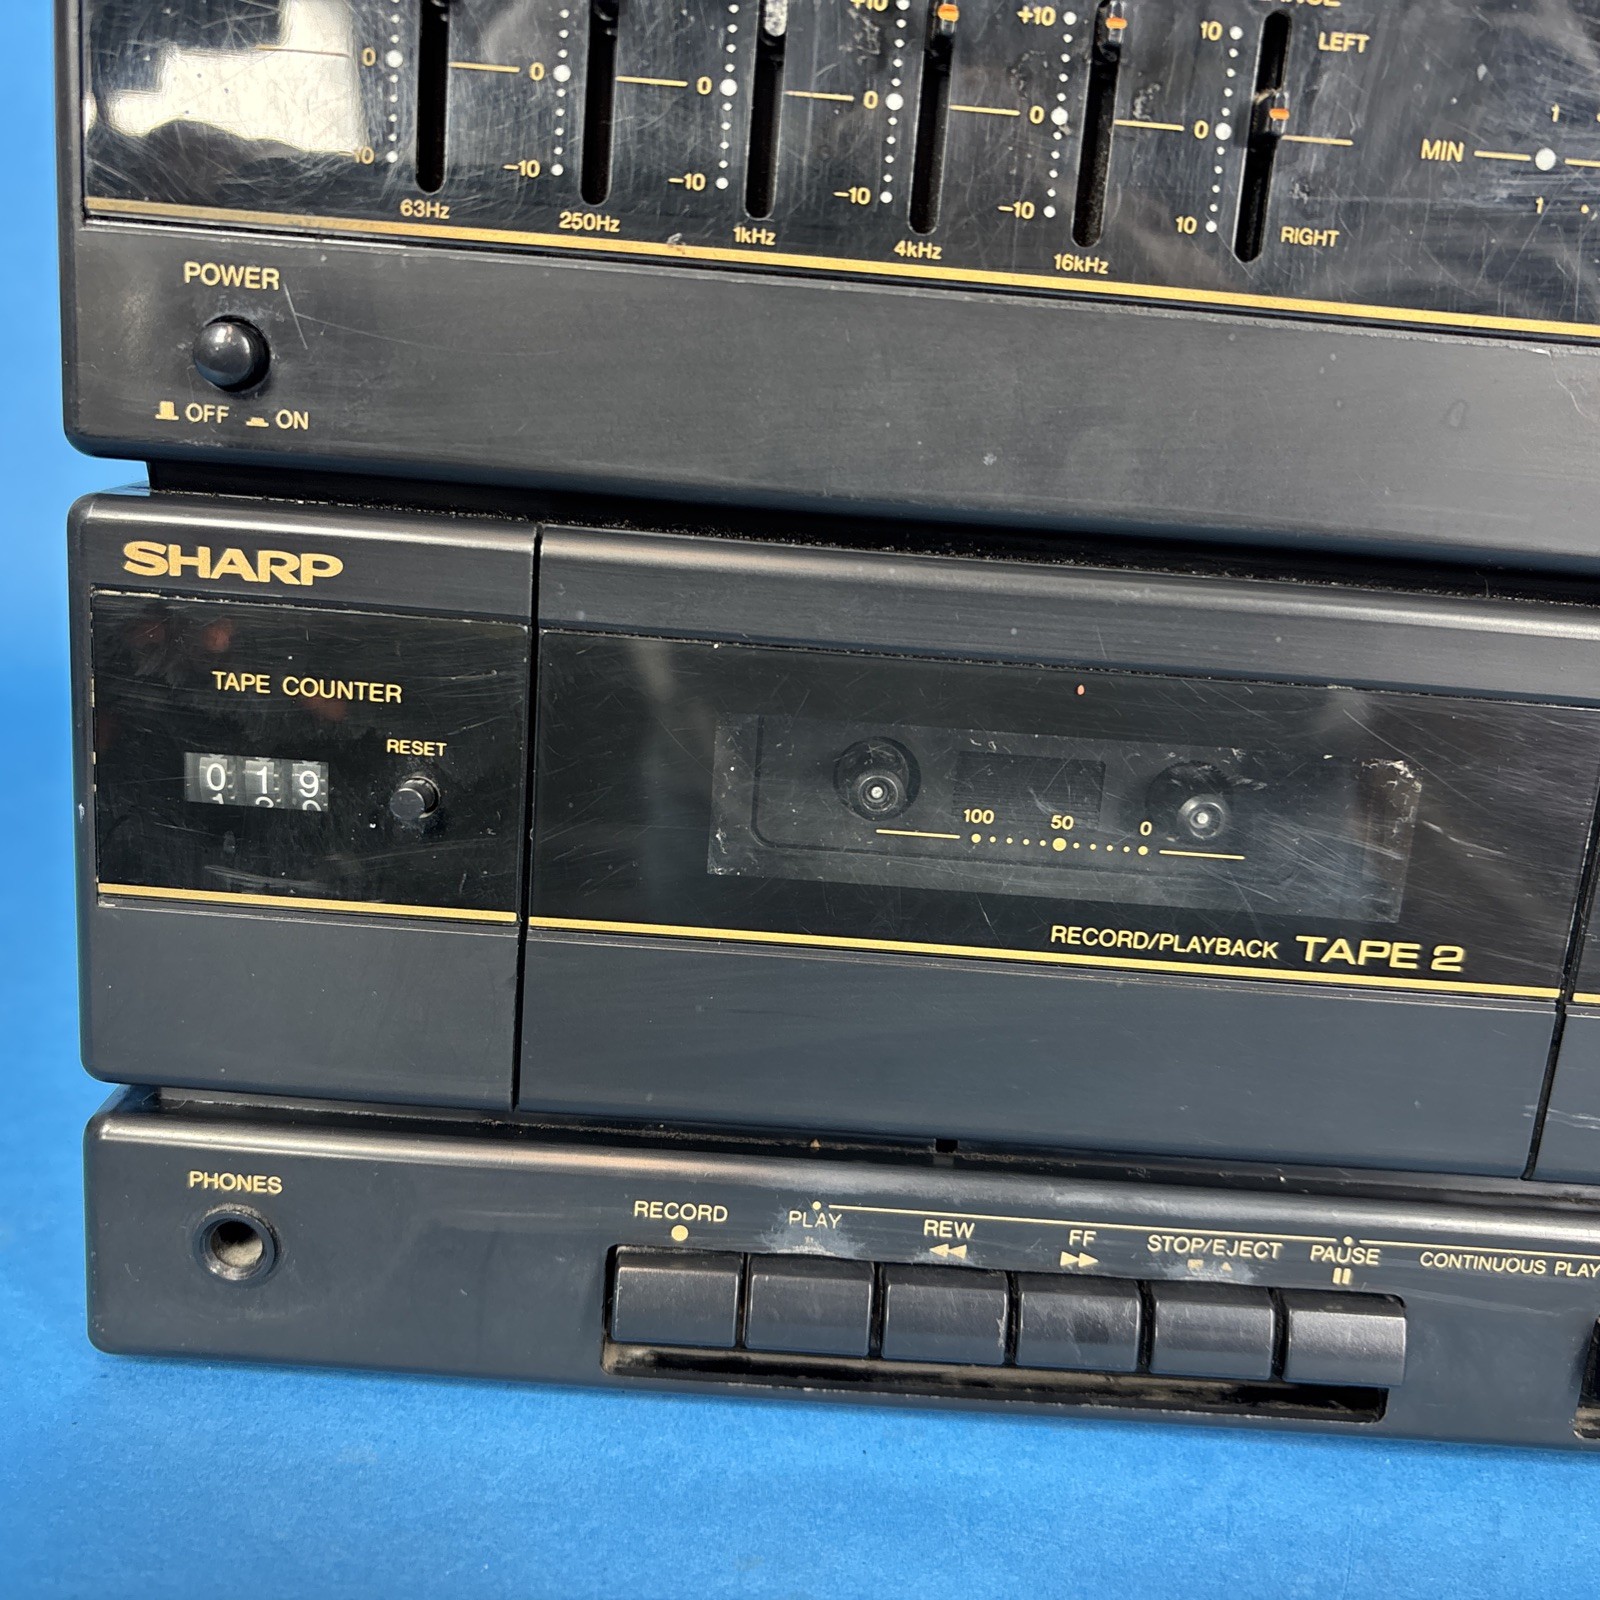 +10 +10 10 LEFT
0 0 0 0 0 0
10 -10 -10 -10 -10 10 RIGHT
63Hz 250Hz 1kHz 4kHz 16kHz
MIN 1
1
POWER
OFF ON
SHARP
TAPE COUNTER
RESET
019
100 50 0
RECORD/PLAYBACK TAPE 2
PHONES
RECORD PLAY REW FF STOP/EJECT PAUSE CONTINUOUS PLAY